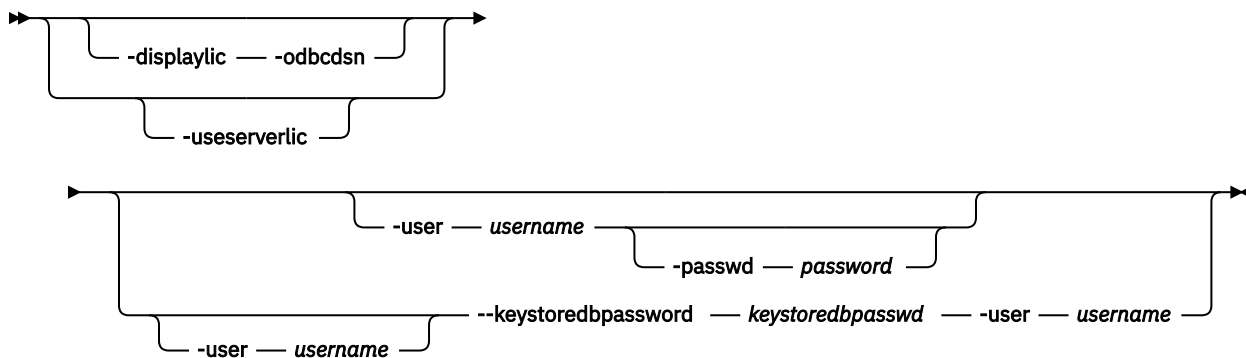 -displaylic -odbcdsn
-useserverlic
-user username
-passwd password
--keystoredbpassword keystoredbpasswd -user username
-user username